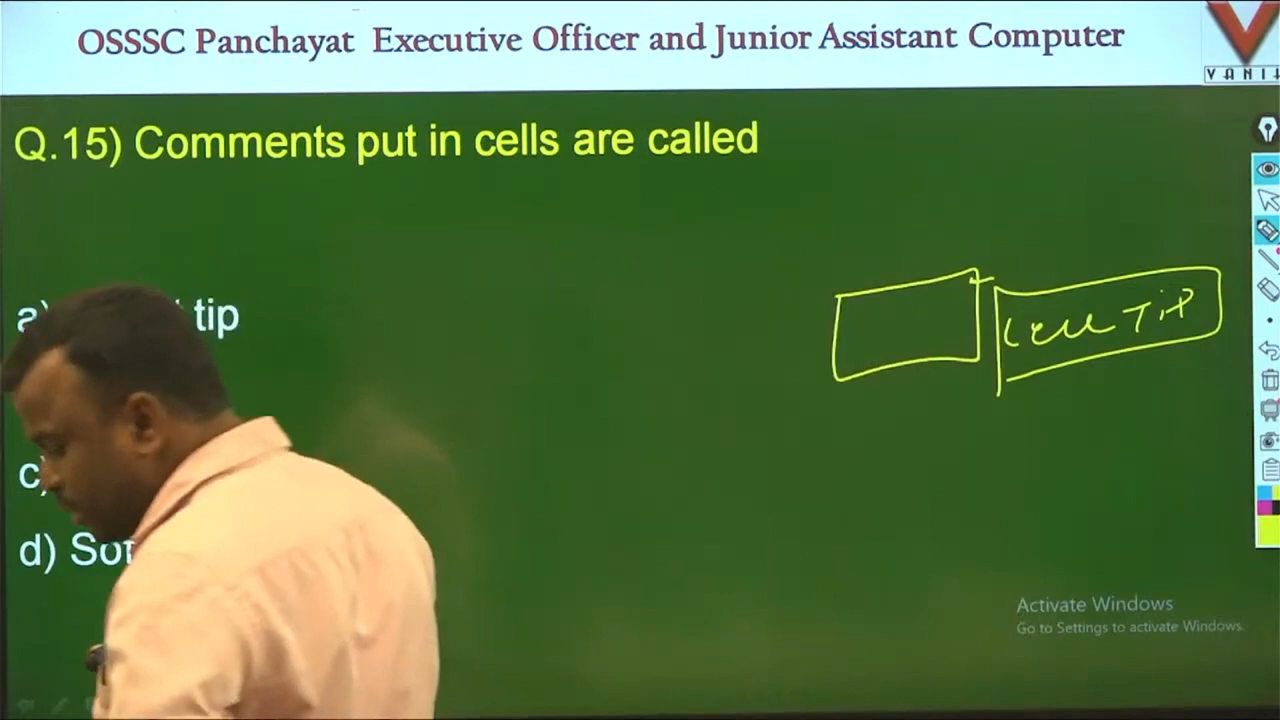 OSSSC Panchayat Executive Officer and Junior Assistant Computer
VANI
Q.15) Comments put in cells are called
tip
Cell Tip
c)
d)
Activate Windows
Go to Settings to activate Windows.